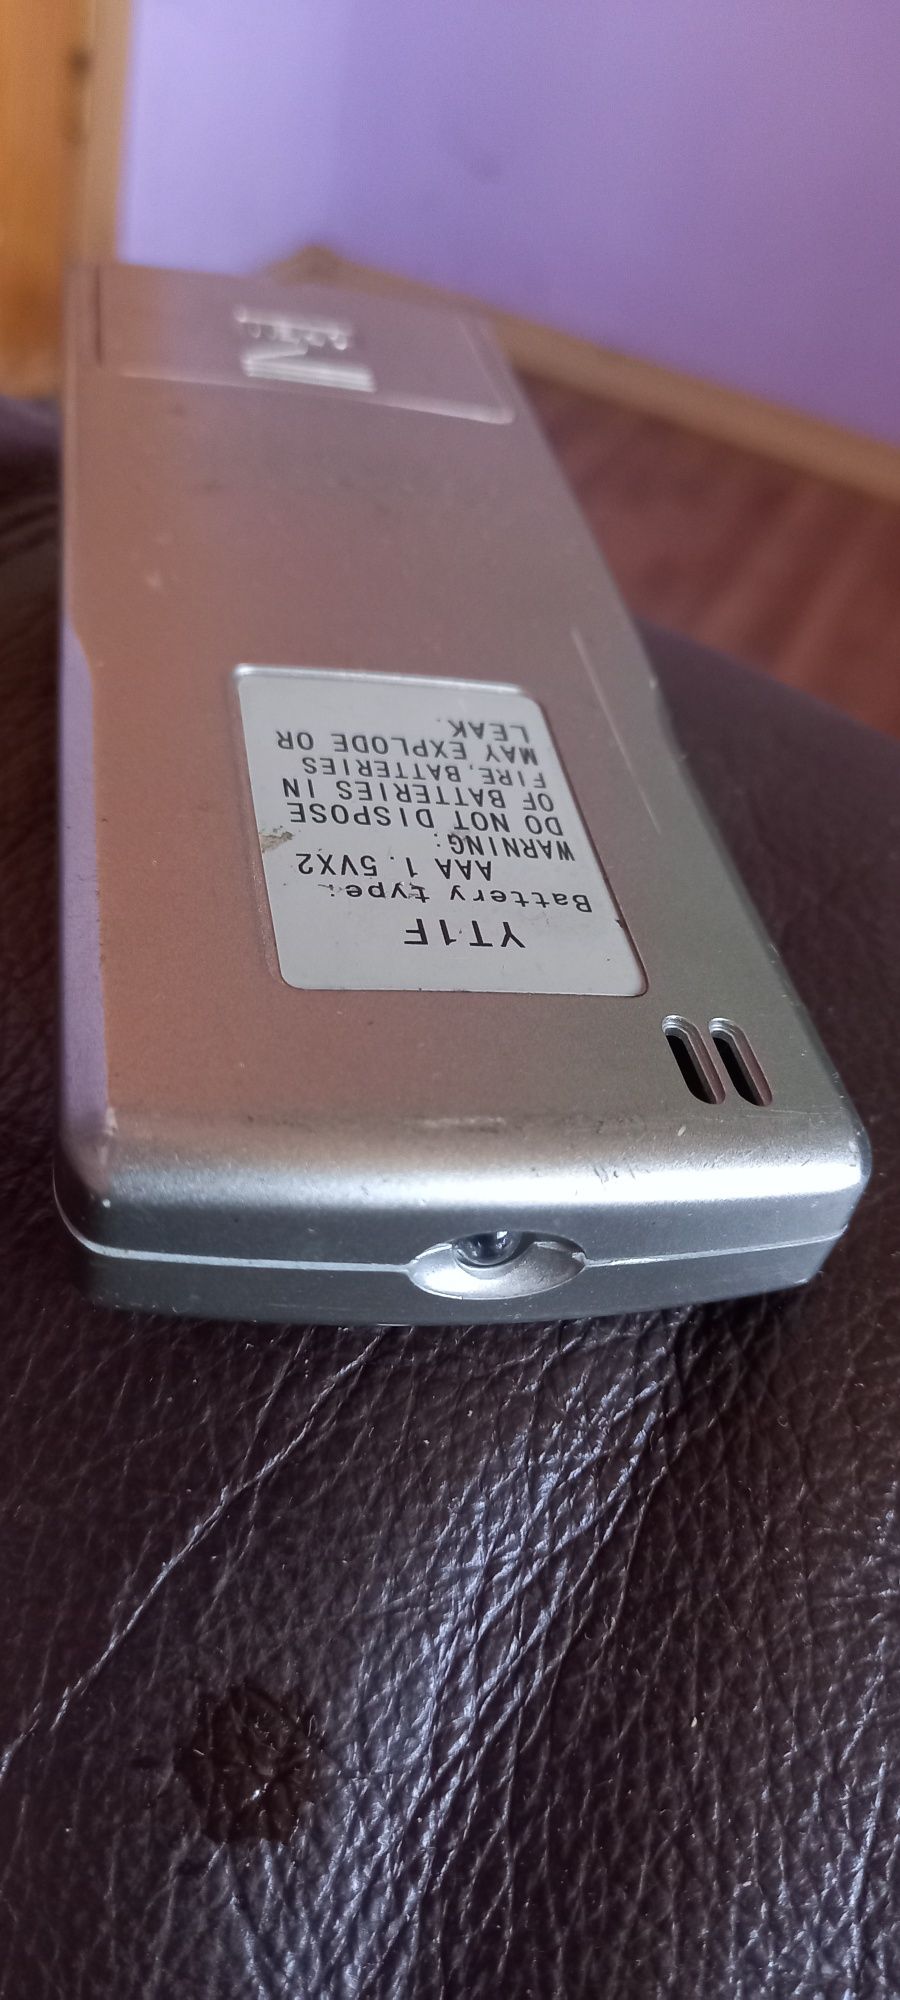 YT1F
Battery type:
AAA 1.5VX2
WARNING:
DO NOT DISPOSE
OF BATTERIES IN
FIRE, BATTERIES
MAY EXPLODE OR
LEAK.